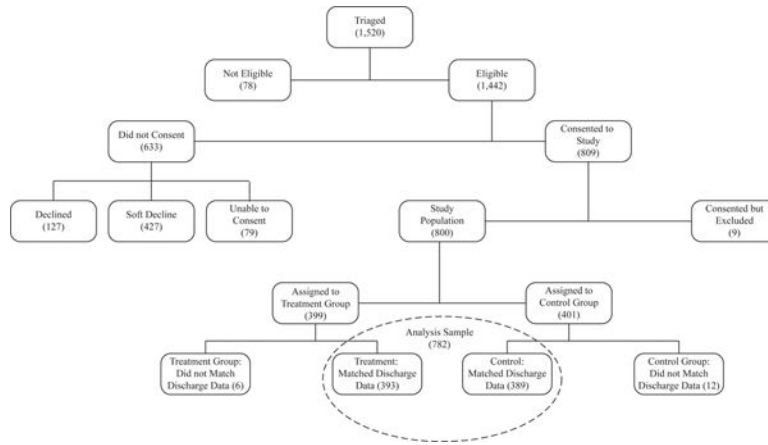 Triaged
(1,520)
Not Eligible
(78)
Eligible
(1,442)
Did not Consent
(633)
Consented to
Study
(809)
Declined
(127)
Soft Decline
(427)
Unable to
Consent
(79)
Study
Population
(800)
Consented but
Excluded
(9)
Assigned to
Treatment Group
(399)
Assigned to
Control Group
(401)
Analysis Sample
(782)
Treatment Group:
Did not Match
Discharge Data (6)
Treatment:
Matched Discharge
Data (393)
Control:
Matched Discharge
Data (389)
Control Group:
Did not Match
Discharge Data (12)